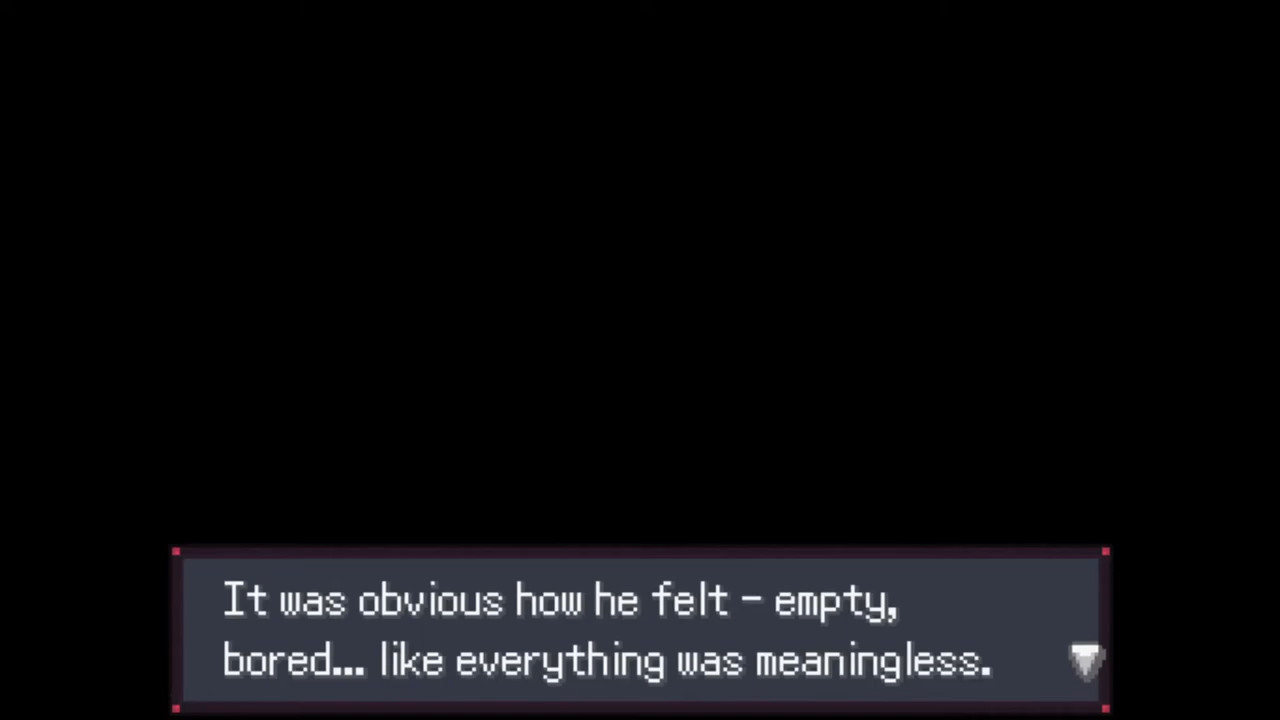 It was obvious how he felt - empty,
bored... like everything was meaningless.